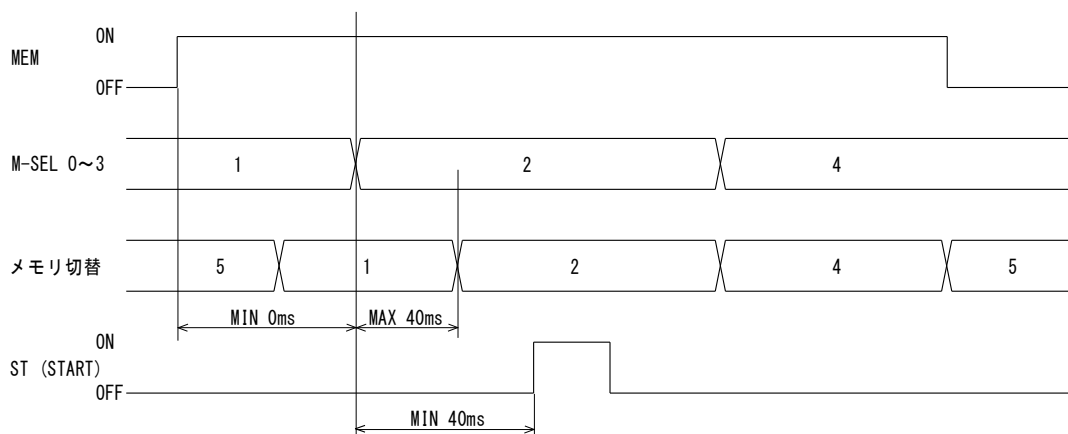 ON
MEM
OFF
M-SEL 0～3
1
2
4
メモリ切替
5
1
2
4
5
MIN 0ms
MAX 40ms
ON
ST (START)
OFF
MIN 40ms